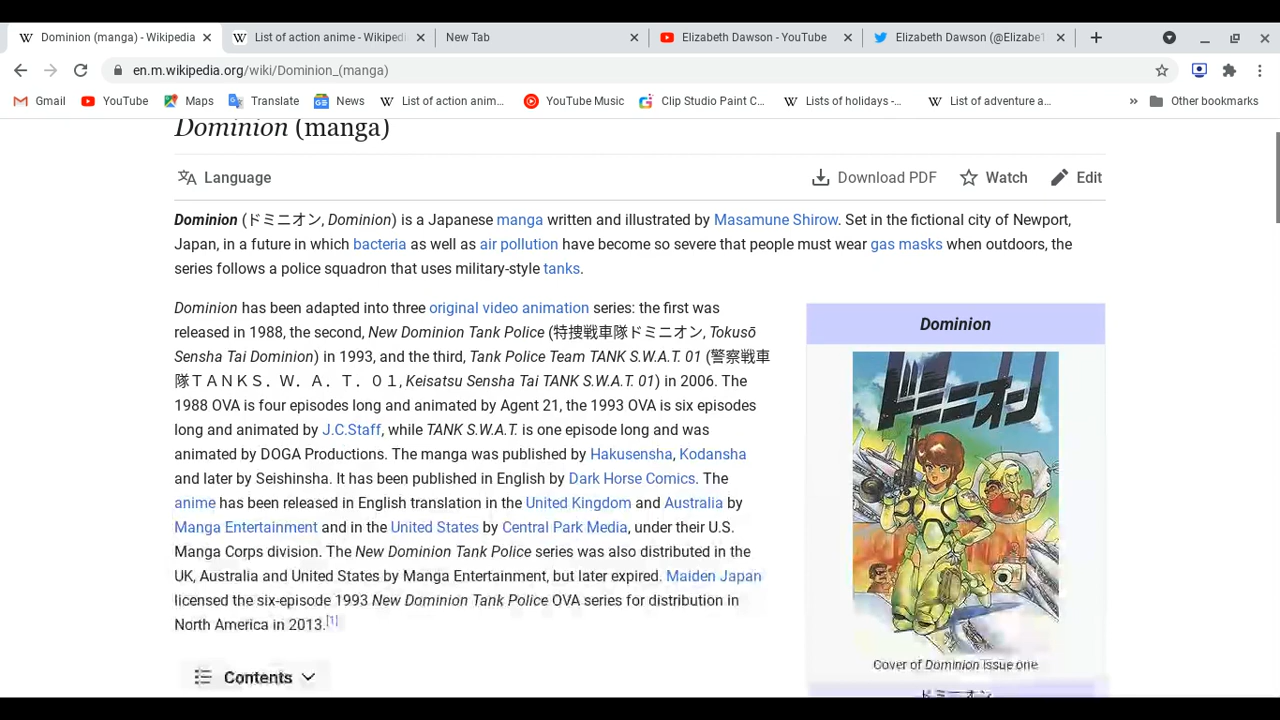 Dominion (manga) - Wikipedia
List of action anime - Wikipedi
New Tab
Elizabeth Dawson - YouTube
Elizabeth Dawson (@Elizabe
en.m.wikipedia.org/wiki/Dominion_(manga)
Gmail
YouTube
Maps
Translate
News
List of action anim...
YouTube Music
Clip Studio Paint C...
Lists of holidays -...
List of adventure a...
Other bookmarks
Dominion (manga)
Language
Download PDF
Watch
Edit
Dominion (ドミニオン, Dominion) is a Japanese manga written and illustrated by Masamune Shirow. Set in the fictional city of Newport,
Japan, in a future in which bacteria as well as air pollution have become so severe that people must wear gas masks when outdoors, the
series follows a police squadron that uses military-style tanks.
Dominion has been adapted into three original video animation series: the first was
released in 1988, the second, New Dominion Tank Police (特捜戦車隊ドミニオン, Tokusō
Sensha Tai Dominion) in 1993, and the third, Tank Police Team TANK S.W.A.T. 01 (警察戦車
隊ＴＡＮＫＳ．Ｗ．Ａ．Ｔ．０１, Keisatsu Sensha Tai TANK S.W.A.T. 01) in 2006. The
1988 OVA is four episodes long and animated by Agent 21, the 1993 OVA is six episodes
long and animated by J.C.Staff, while TANK S.W.A.T. is one episode long and was
animated by DOGA Productions. The manga was published by Hakusensha, Kodansha
and later by Seishinsha. It has been published in English by Dark Horse Comics. The
anime has been released in English translation in the United Kingdom and Australia by
Manga Entertainment and in the United States by Central Park Media, under their U.S.
Manga Corps division. The New Dominion Tank Police series was also distributed in the
UK, Australia and United States by Manga Entertainment, but later expired. Maiden Japan
licensed the six-episode 1993 New Dominion Tank Police OVA series for distribution in
North America in 2013.[1]
Contents
Dominion
ドミニオン
Cover of Dominion issue one
ドミニオン